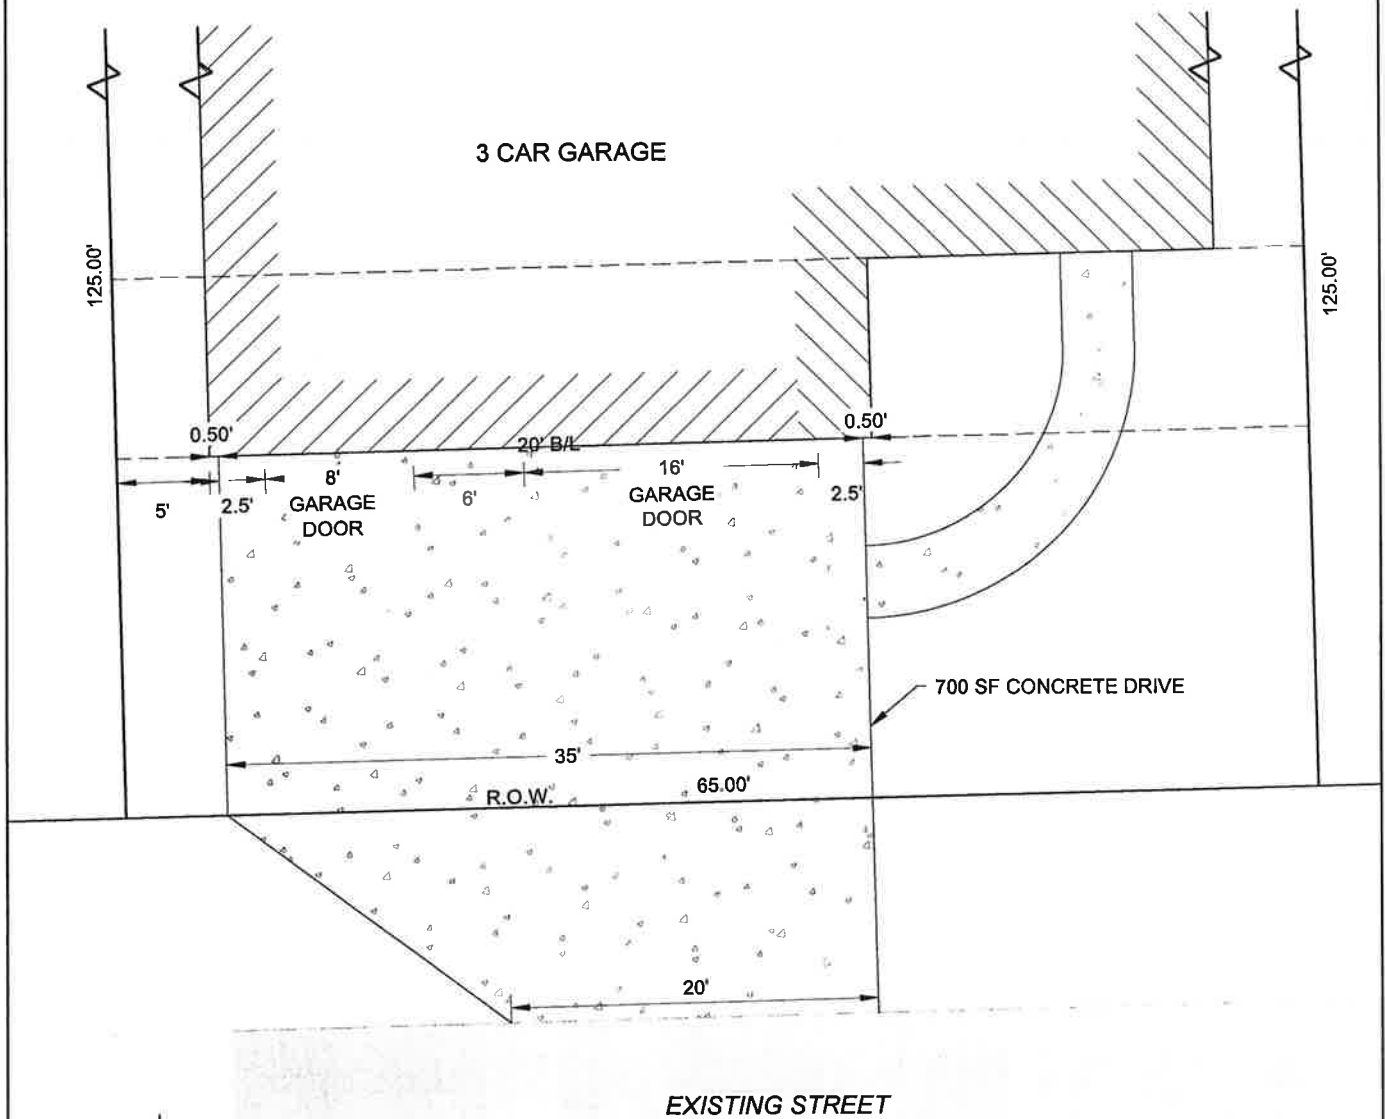 3 CAR GARAGE
125.00'
125.00'
0.50'
20' B/L
0.50'
5'
2.5'
8'
GARAGE
DOOR
6'
16'
GARAGE
DOOR
2.5'
700 SF CONCRETE DRIVE
35'
R.O.W.
65.00'
20'
EXISTING STREET